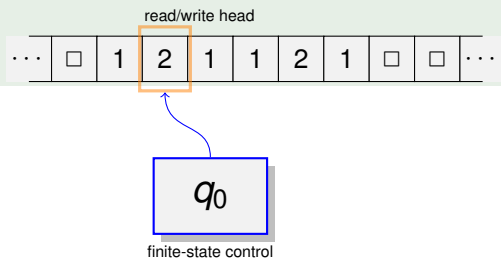 read/write head
⋯ □ 1 2 1 1 2 1 □ □ ⋯
q₀
finite-state control